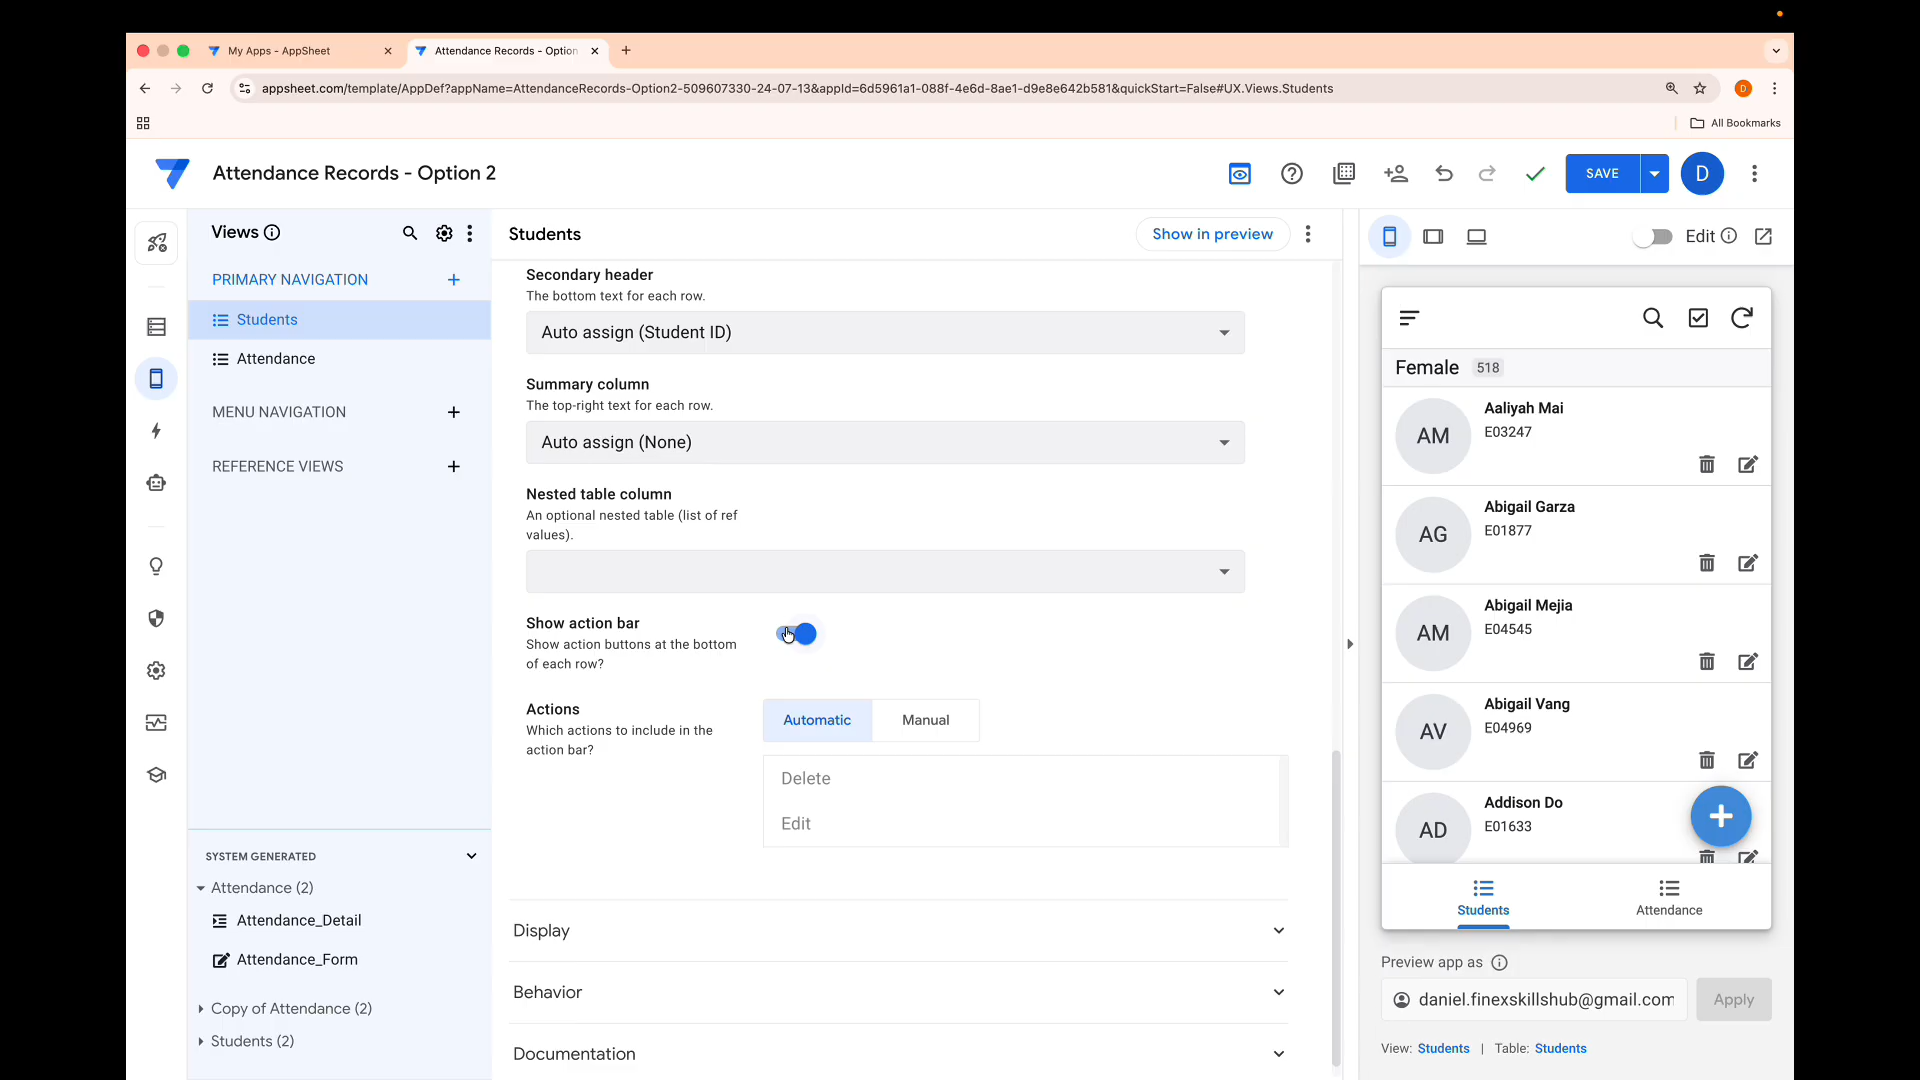 My Apps - AppSheet
Attendance Records - Option
appsheet.com/template/AppDef?appName=AttendanceRecords-Option2-509607330-24-07-13&appId=6d5961a1-088f-4e6d-8ae1-d9e8e642b581&quickStart=False#UX.Views.Students
D
All Bookmarks
Attendance Records - Option 2
SAVE
D
Views
PRIMARY NAVIGATION
Students
Attendance
MENU NAVIGATION
REFERENCE VIEWS
SYSTEM GENERATED
Attendance (2)
Attendance_Detail
Attendance_Form
Copy of Attendance (2)
Students (2)
Students
Show in preview
Secondary header
The bottom text for each row.
Auto assign (Student ID)
Summary column
The top-right text for each row.
Auto assign (None)
Nested table column
An optional nested table (list of ref
values).
Show action bar
Show action buttons at the bottom
of each row?
Actions
Which actions to include in the
action bar?
Automatic
Manual
Delete
Edit
Display
Behavior
Documentation
Edit
Female 518
AM
Aaliyah Mai
E03247
AG
Abigail Garza
E01877
AM
Abigail Mejia
E04545
AV
Abigail Vang
E04969
AD
Addison Do
E01633
Students
Attendance
Preview app as
daniel.finexskillshub@gmail.com
Apply
View: Students | Table: Students